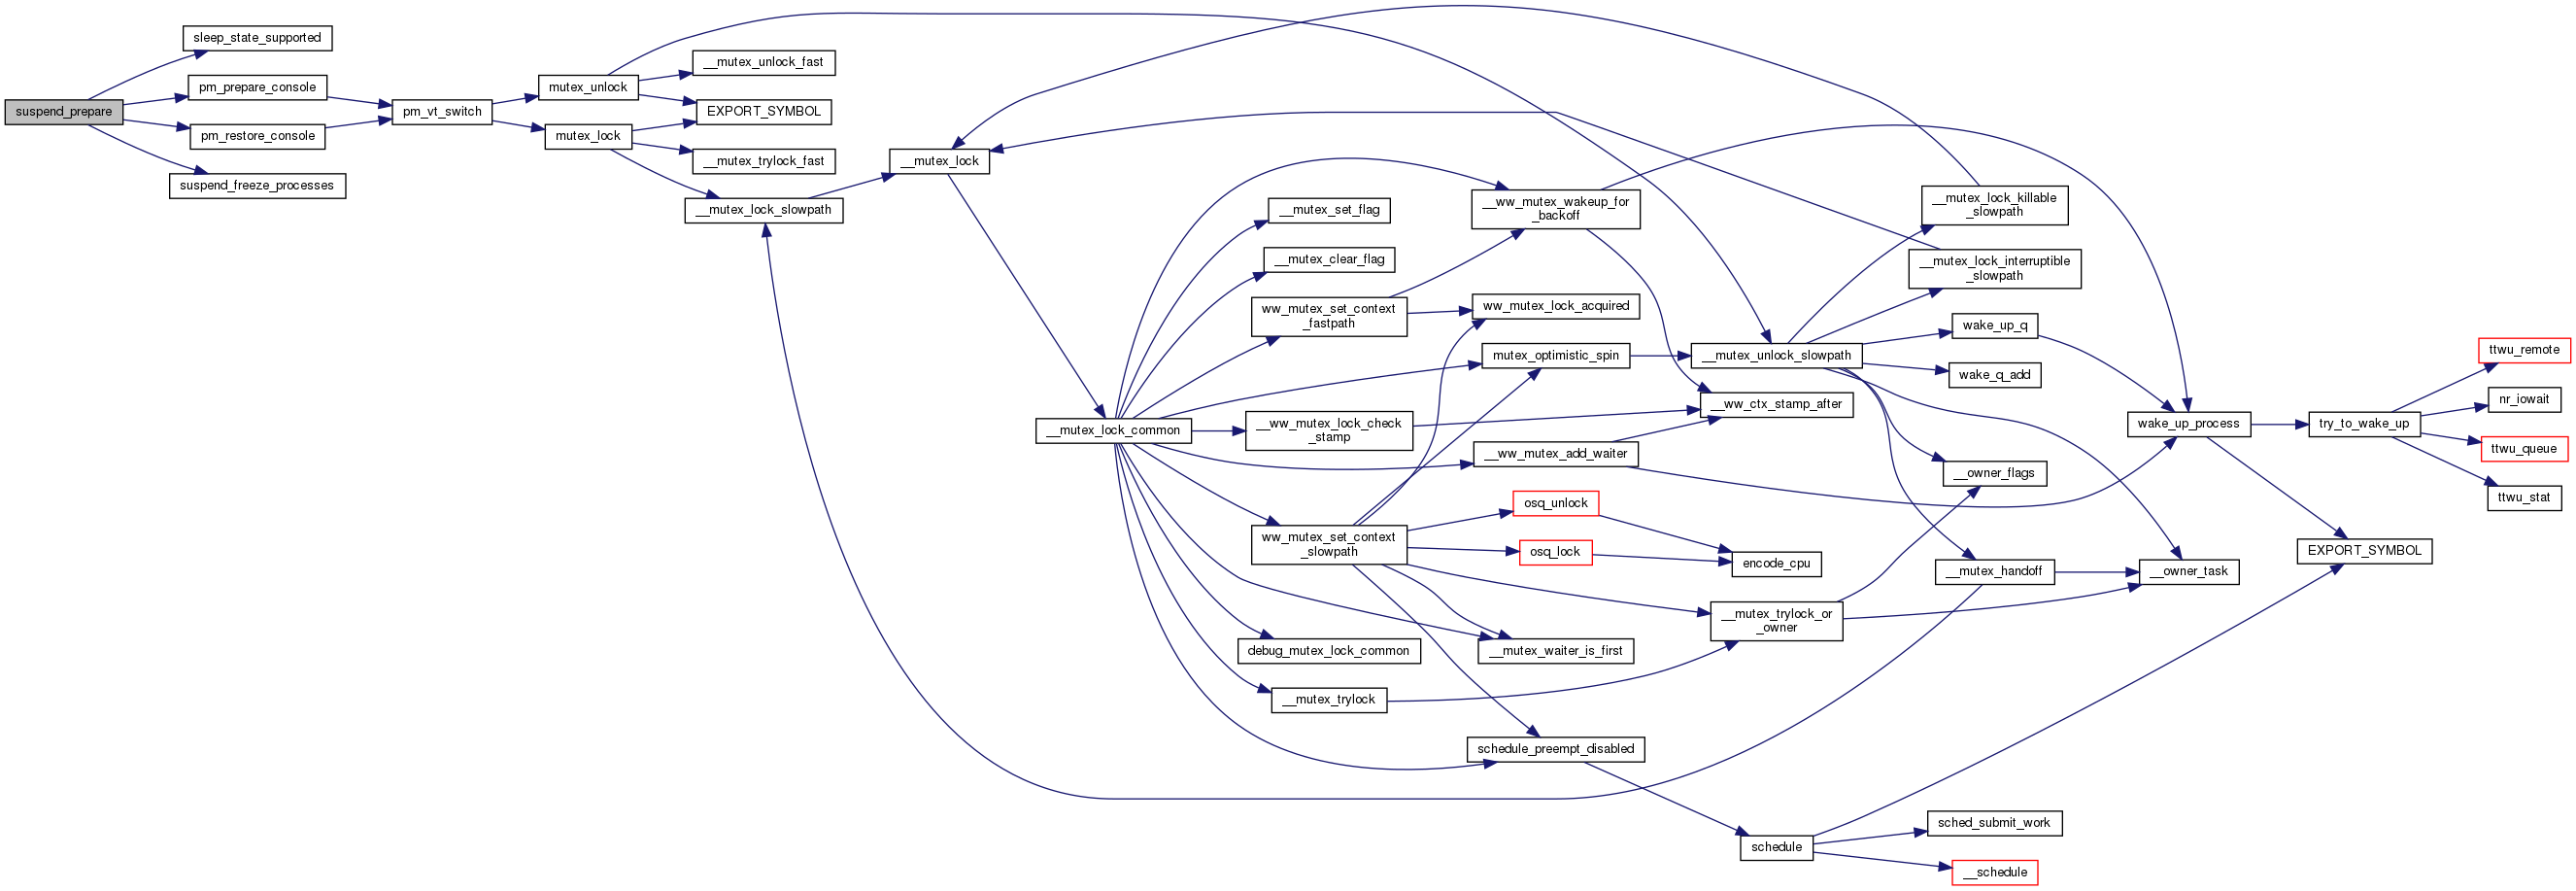 suspend_prepare
sleep_state_supported
pm_prepare_console
pm_restore_console
suspend_freeze_processes
pm_vt_switch
mutex_unlock
mutex_lock
__mutex_unlock_fast
EXPORT_SYMBOL
__mutex_trylock_fast
__mutex_lock_slowpath
__mutex_lock
__mutex_lock_common
__mutex_set_flag
__mutex_clear_flag
ww_mutex_set_context
_fastpath
__ww_mutex_lock_check
_stamp
ww_mutex_set_context
_slowpath
debug_mutex_lock_common
__mutex_trylock
__ww_mutex_wakeup_for
_backoff
ww_mutex_lock_acquired
mutex_optimistic_spin
__ww_mutex_add_waiter
osq_unlock
osq_lock
__mutex_waiter_is_first
schedule_preempt_disabled
__mutex_unlock_slowpath
__ww_ctx_stamp_after
encode_cpu
__mutex_trylock_or
_owner
schedule
__mutex_lock_killable
_slowpath
__mutex_lock_interruptible
_slowpath
wake_up_q
wake_q_add
__owner_flags
__mutex_handoff
sched_submit_work
__schedule
wake_up_process
__owner_task
try_to_wake_up
EXPORT_SYMBOL
ttwu_remote
nr_iowait
ttwu_queue
ttwu_stat